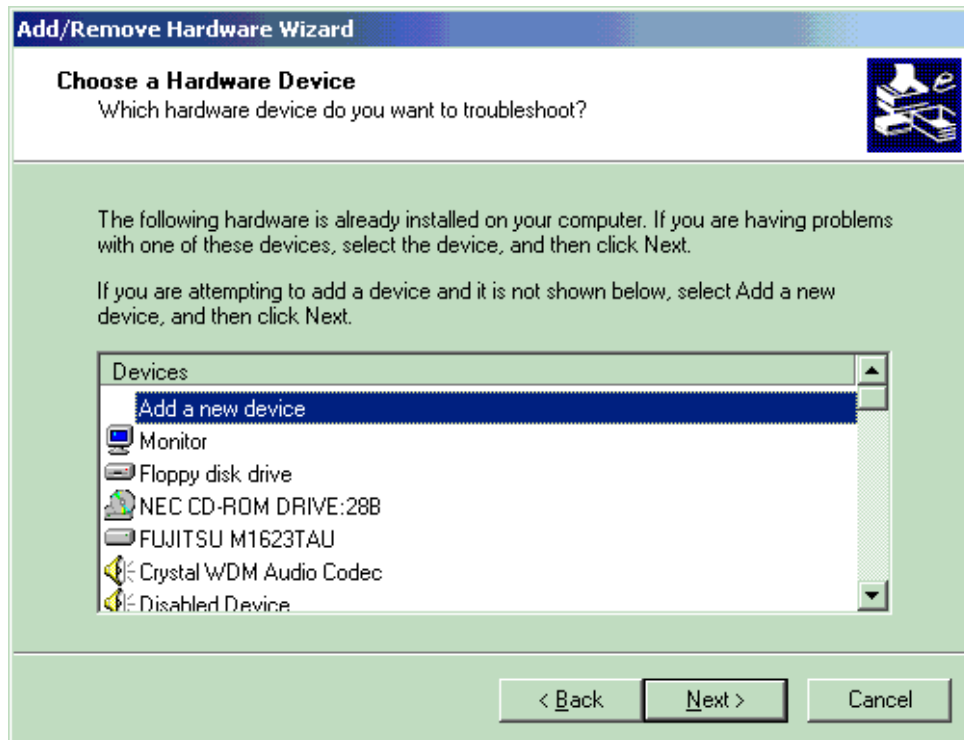 Add/Remove Hardware Wizard
Choose a Hardware Device
Which hardware device do you want to troubleshoot?
The following hardware is already installed on your computer. If you are having problems
with one of these devices, select the device, and then click Next.
If you are attempting to add a device and it is not shown below, select Add a new
device, and then click Next.
Devices
Add a new device
Monitor
Floppy disk drive
NEC CD-ROM DRIVE:28B
FUJITSU M1623TAU
Crystal WDM Audio Codec
Disabled Device
< Back
Next >
Cancel